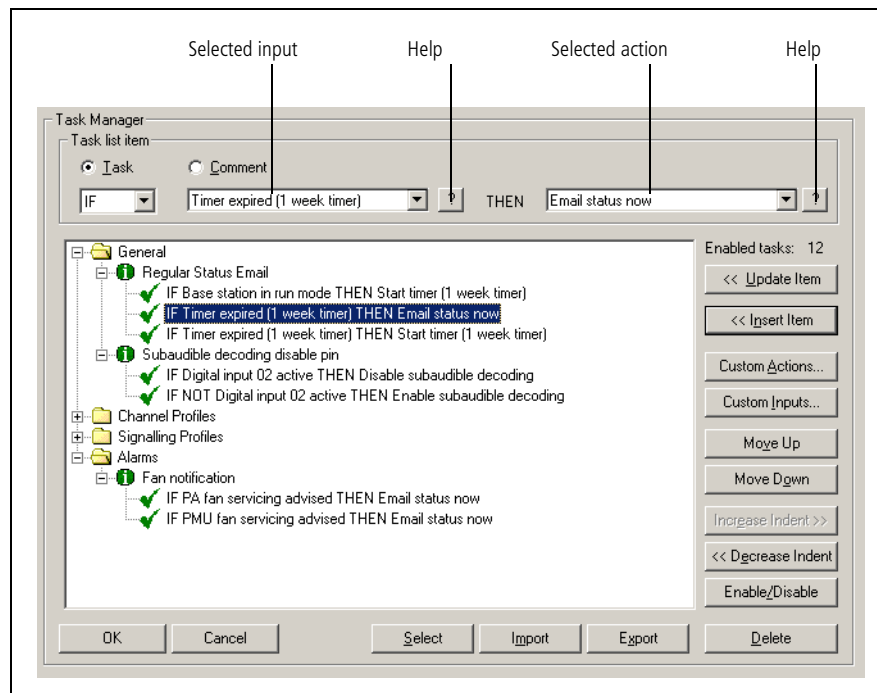 Selected input Help Selected action Help
Task Manager
Task list item
Task Comment
IF Timer expired (1 week timer) ? THEN Email status now ?
General
Regular Status Email
IF Base station in run mode THEN Start timer (1 week timer)
IF Timer expired (1 week timer) THEN Email status now
IF Timer expired (1 week timer) THEN Start timer (1 week timer)
Subaudible decoding disable pin
IF Digital input 02 active THEN Disable subaudible decoding
IF NOT Digital input 02 active THEN Enable subaudible decoding
Channel Profiles
Signalling Profiles
Alarms
Fan notification
IF PA fan servicing advised THEN Email status now
IF PMU fan servicing advised THEN Email status now
Enabled tasks: 12
<< Update Item
<< Insert Item
Custom Actions...
Custom Inputs...
Move Up
Move Down
Increase Indent >>
<< Decrease Indent
Enable/Disable
OK Cancel Select Import Export Delete